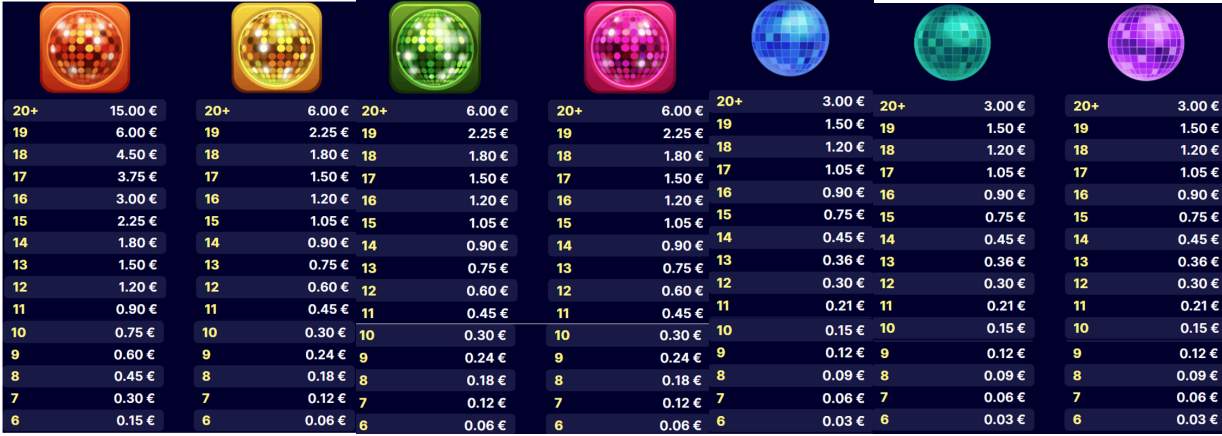 20+ 15.00 € 20+ 6.00 € 20+ 6.00 € 20+ 6.00 € 20+ 3.00 € 20+ 3.00 € 20+ 3.00 €
19 6.00 € 19 2.25 € 19 2.25 € 19 2.25 € 19 1.50 € 19 1.50 € 19 1.50 €
18 4.50 € 18 1.80 € 18 1.80 € 18 1.80 € 18 1.20 € 18 1.20 € 18 1.20 €
17 3.75 € 17 1.50 € 17 1.50 € 17 1.50 € 17 1.05 € 17 1.05 € 17 1.05 €
16 3.00 € 16 1.20 € 16 1.20 € 16 1.20 € 16 0.90 € 16 0.90 € 16 0.90 €
15 2.25 € 15 1.05 € 15 1.05 € 15 1.05 € 15 0.75 € 15 0.75 € 15 0.75 €
14 1.80 € 14 0.90 € 14 0.90 € 14 0.90 € 14 0.45 € 14 0.45 € 14 0.45 €
13 1.50 € 13 0.75 € 13 0.75 € 13 0.75 € 13 0.36 € 13 0.36 € 13 0.36 €
12 1.20 € 12 0.60 € 12 0.60 € 12 0.60 € 12 0.30 € 12 0.30 € 12 0.30 €
11 0.90 € 11 0.45 € 11 0.45 € 11 0.45 € 11 0.21 € 11 0.21 € 11 0.21 €
10 0.75 € 10 0.30 € 10 0.30 € 10 0.30 € 10 0.15 € 10 0.15 € 10 0.15 €
9 0.60 € 9 0.24 € 9 0.24 € 9 0.24 € 9 0.12 € 9 0.12 € 9 0.12 €
8 0.45 € 8 0.18 € 8 0.18 € 8 0.18 € 8 0.09 € 8 0.09 € 8 0.09 €
7 0.30 € 7 0.12 € 7 0.12 € 7 0.12 € 7 0.06 € 7 0.06 € 7 0.06 €
6 0.15 € 6 0.06 € 6 0.06 € 6 0.06 € 6 0.03 € 6 0.03 € 6 0.03 €